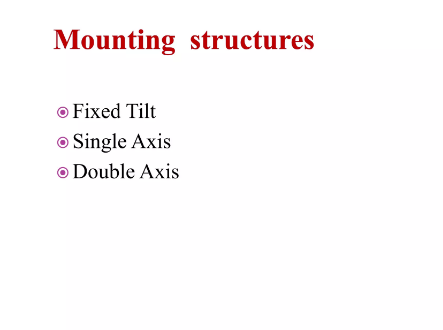 Mounting structures
Fixed Tilt
Single Axis
Double Axis